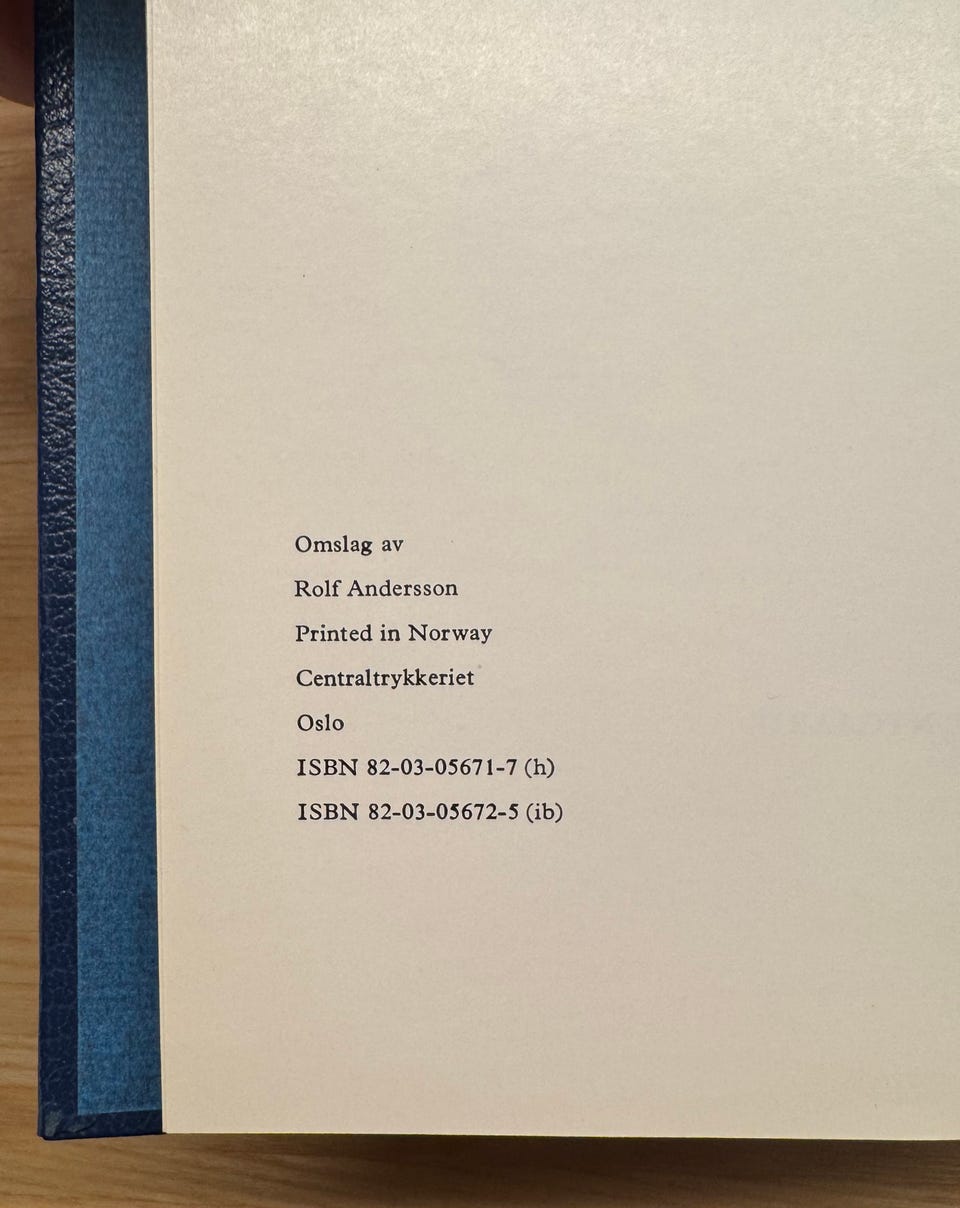 Omslag av
Rolf Andersson
Printed in Norway
Centraltrykkeriet
Oslo
ISBN 82-03-05671-7 (h)
ISBN 82-03-05672-5 (ib)